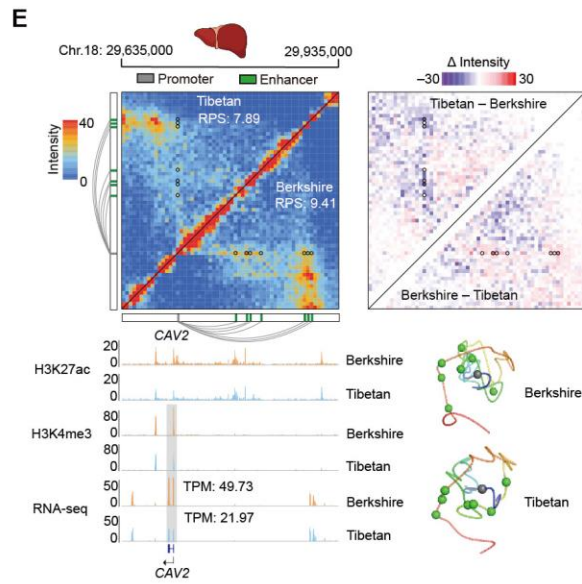 E
Chr.18: 29,635,000 29,935,000
Promoter Enhancer
Δ Intensity
−30 30
40
0
Intensity
Tibetan
RPS: 7.89
Berkshire
RPS: 9.41
Tibetan – Berkshire
Berkshire – Tibetan
CAV2
H3K27ac
20
0
Berkshire
20
0
Tibetan
H3K4me3
80
0
Berkshire
80
0
Tibetan
RNA-seq
50
0
TPM: 49.73
Berkshire
50
0
TPM: 21.97
Tibetan
CAV2
Berkshire
Tibetan